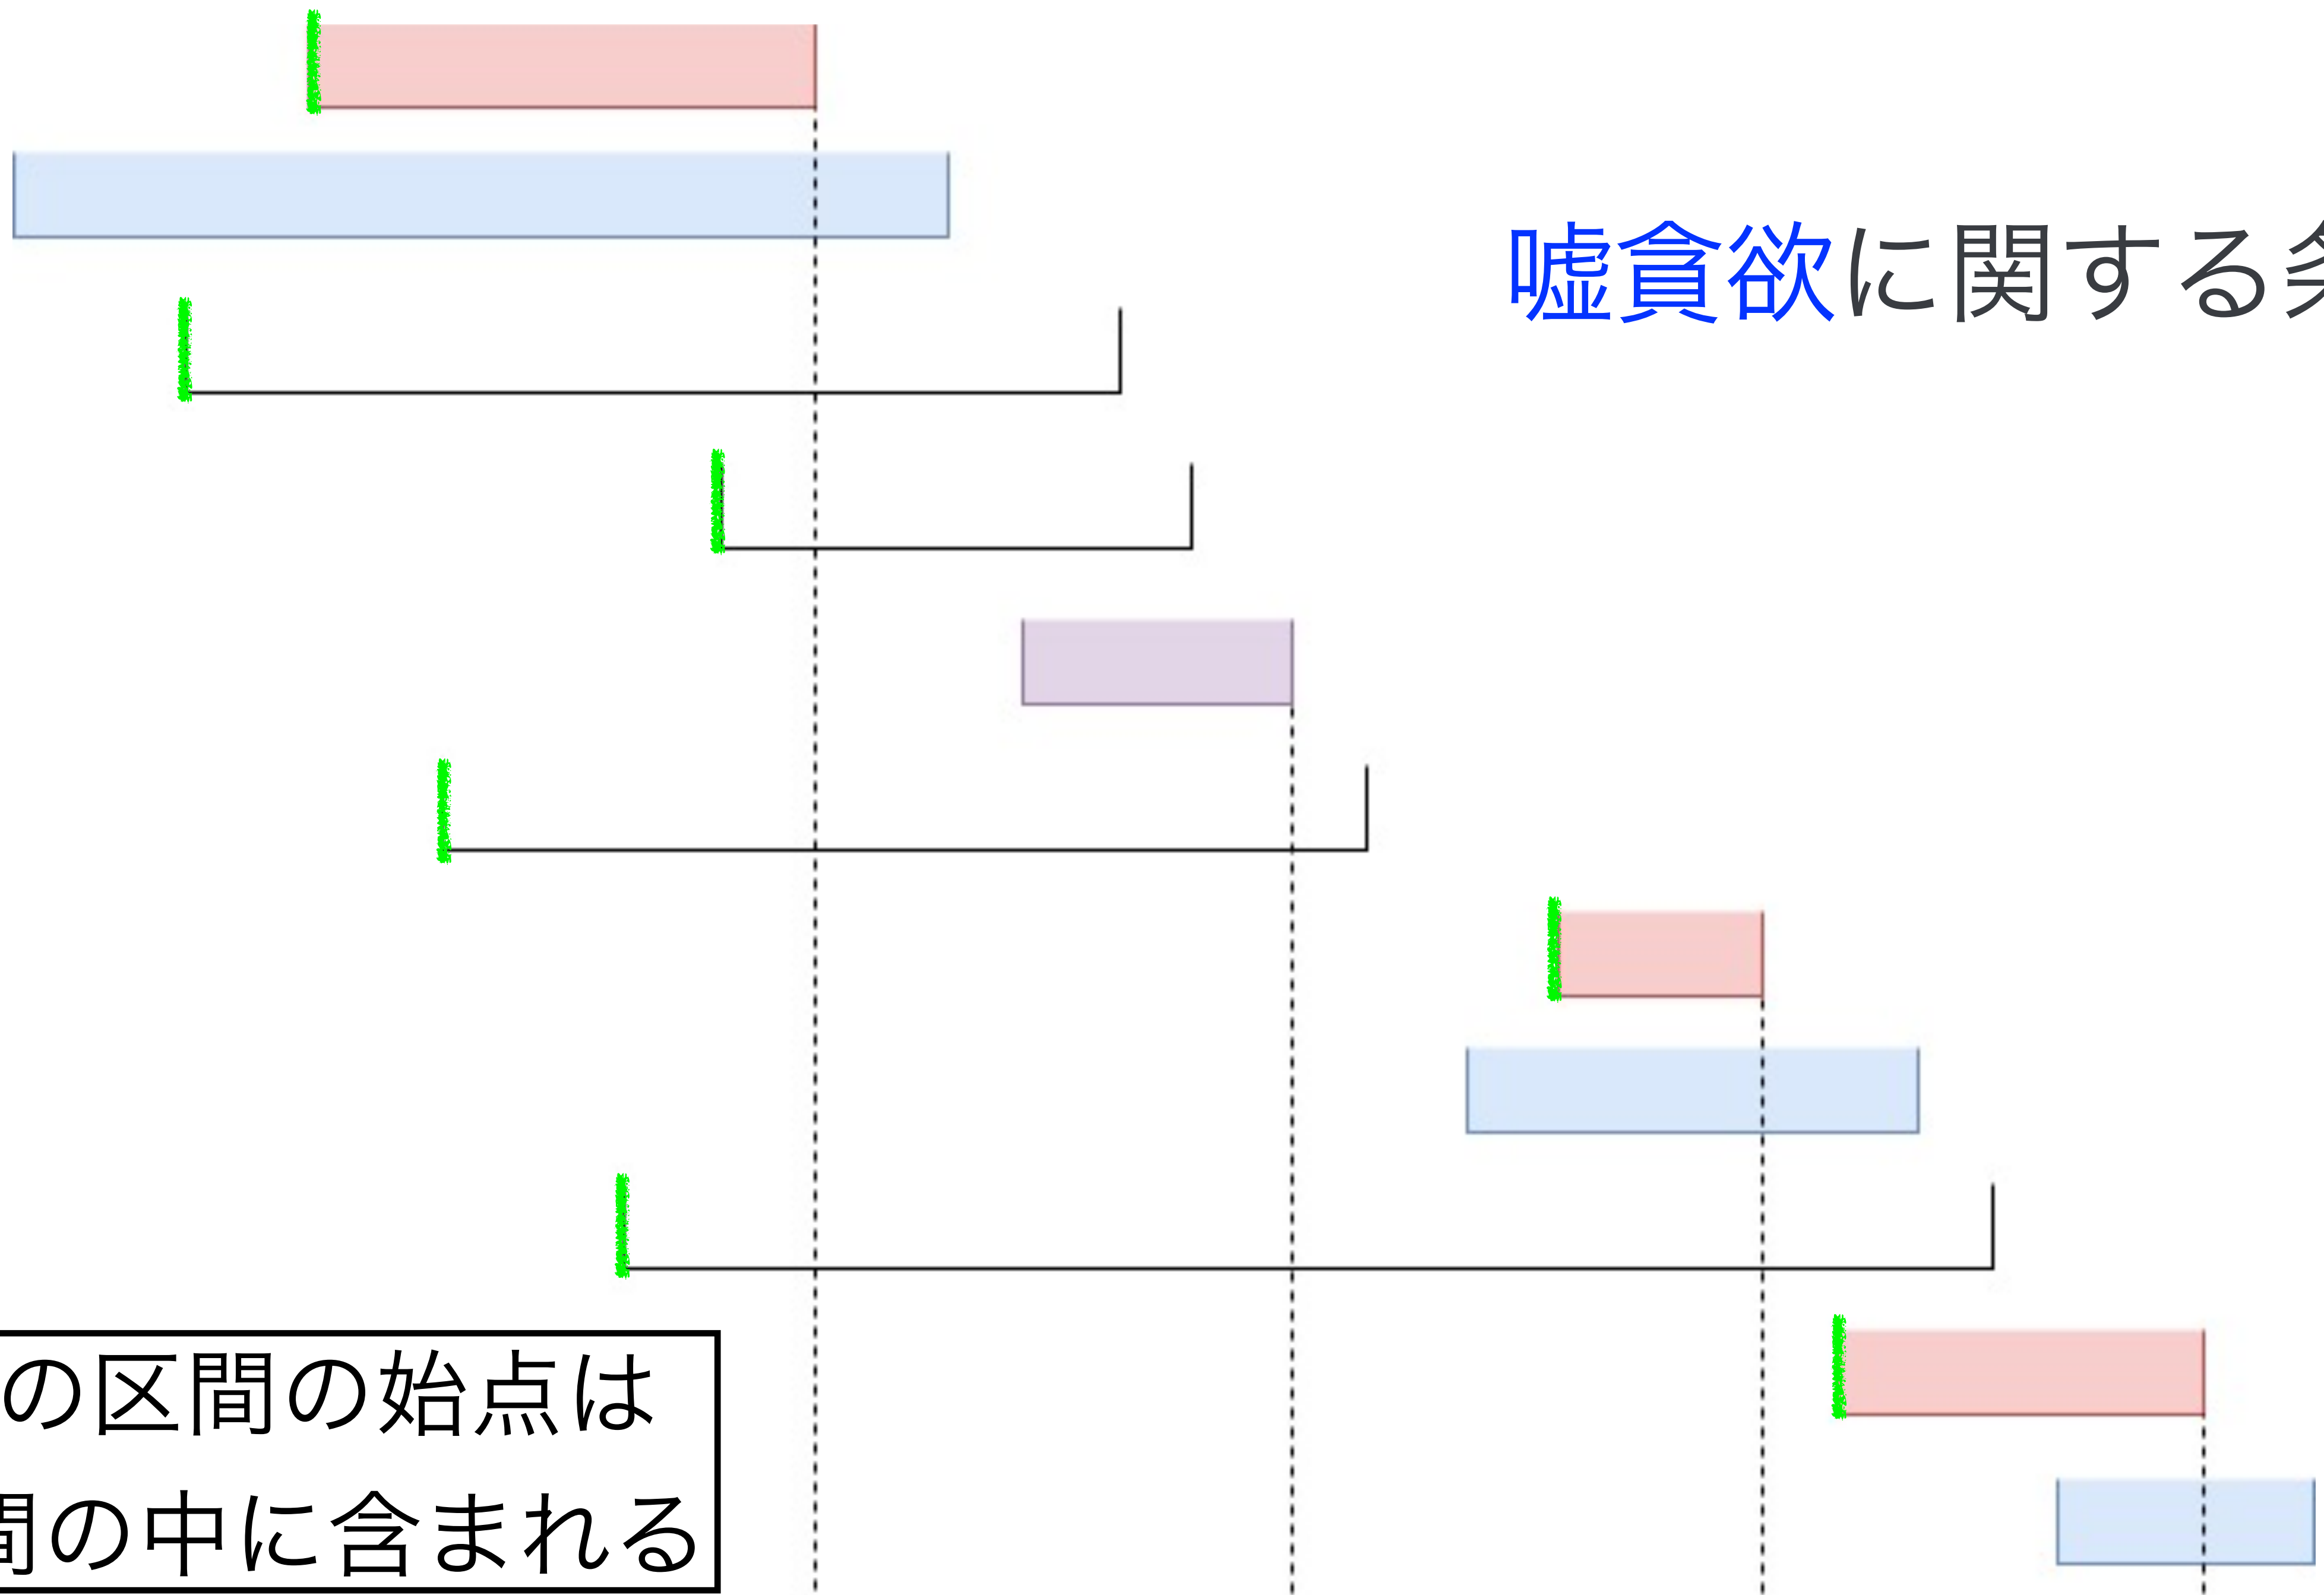 嘘貪欲に関する
の区間の始点は
間の中に含まれる